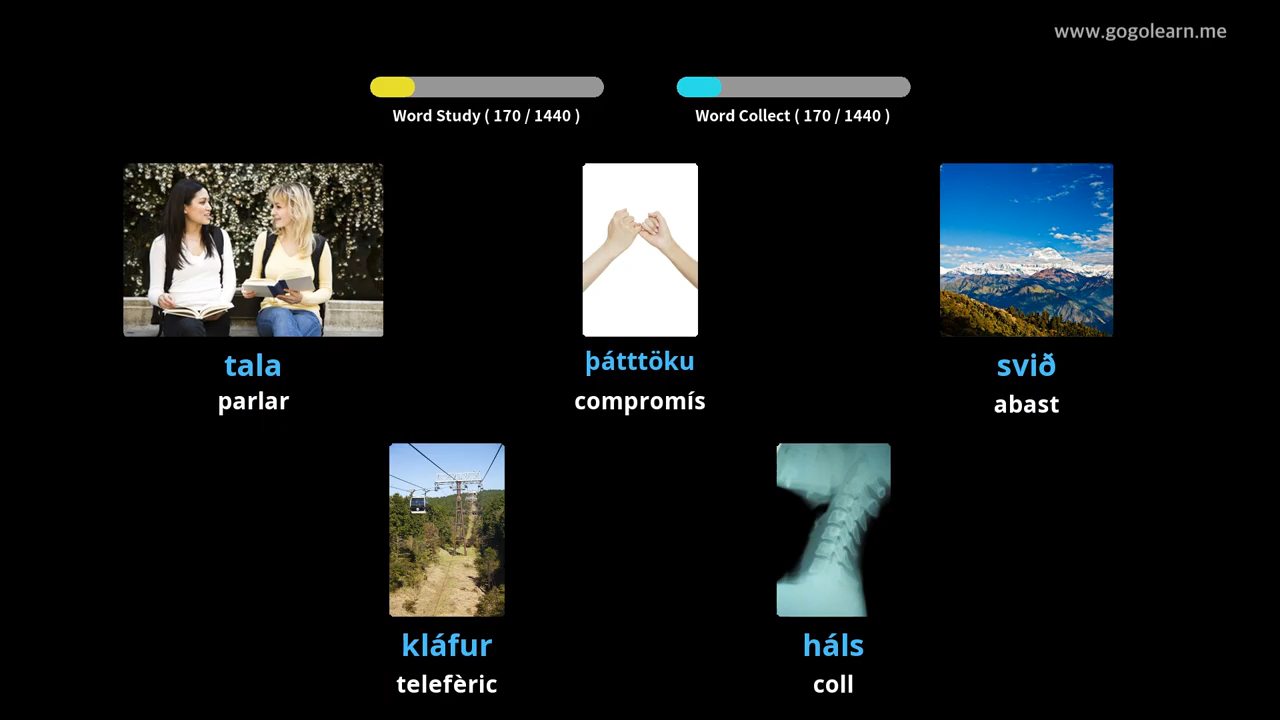 www.gogolearn.me
Word Study ( 170 / 1440 )
Word Collect ( 170 / 1440 )
tala
parlar
þátttöku
compromís
svið
abast
kláfur
telefèric
háls
coll